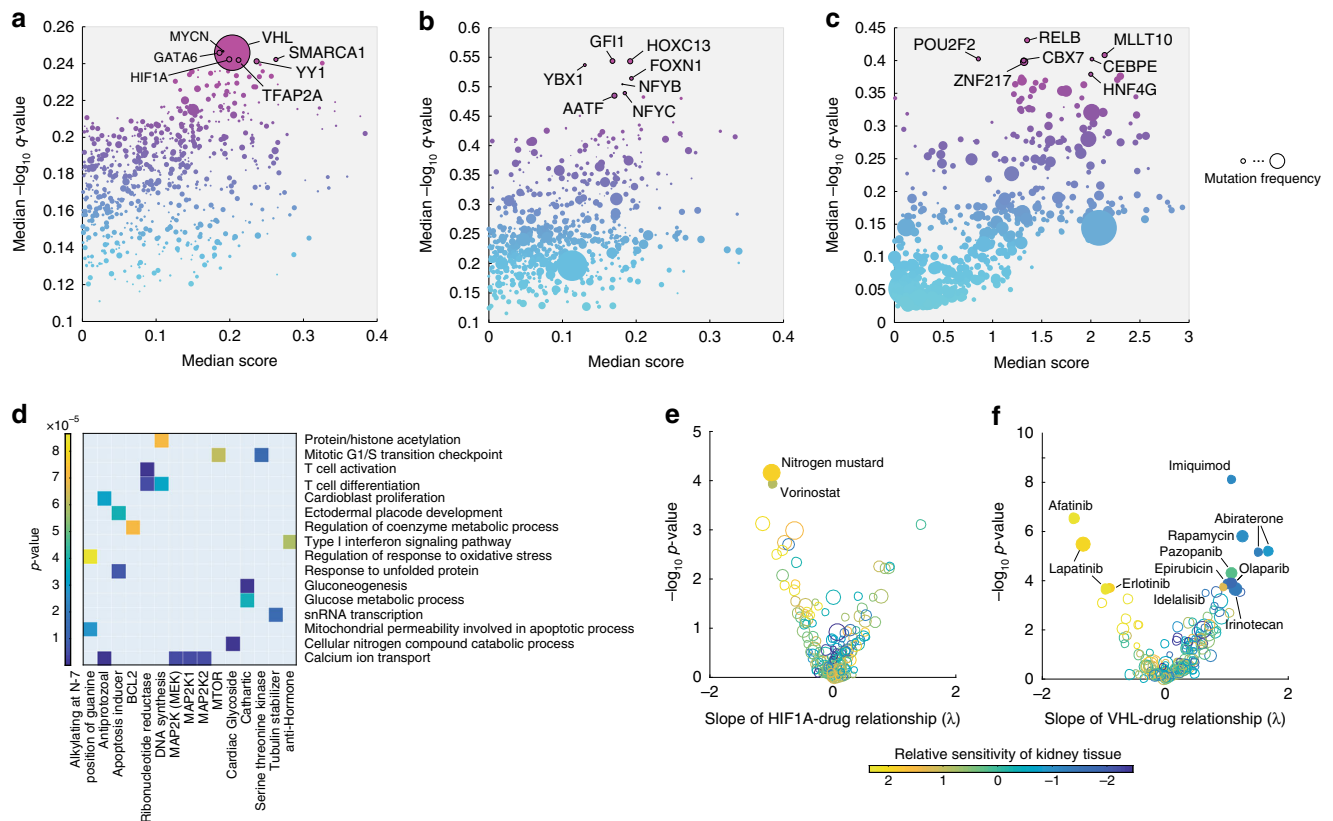 a
0.26
0.24
0.22
0.2
0.18
0.16
0.14
0.12
0.1
Median −log10 q-value
0
0.1
0.2
0.3
0.4
Median score
MYCN
VHL
GATA6
SMARCA1
HIF1A
YY1
TFAP2A
b
0.6
0.55
0.5
0.45
0.4
0.35
0.3
0.25
0.2
0.15
0.1
Median −log10 q-value
0
0.1
0.2
0.3
0.4
Median score
GFI1
HOXC13
FOXN1
YBX1
NFYB
AATF
NFYC
c
0.45
0.40
0.35
0.30
0.25
0.20
0.15
0.1
0.05
0
Median −log10 q-value
0
0.5
1
1.5
2
2.5
3
Median score
RELB
POU2F2
MLLT10
CBX7
CEBPE
ZNF217
HNF4G
...
Mutation frequency
d
×10−5
8
7
6
5
4
3
2
1
p-value
Protein/histone acetylation
Mitotic G1/S transition checkpoint
T cell activation
T cell differentiation
Cardioblast proliferation
Ectodermal placode development
Regulation of coenzyme metabolic process
Type I interferon signaling pathway
Regulation of response to oxidative stress
Response to unfolded protein
Gluconeogenesis
Glucose metabolic process
snRNA transcription
Mitochondrial permeability involved in apoptotic process
Cellular nitrogen compound catabolic process
Calcium ion transport
Alkylating at N-7
position of guanine
Antiprotozoal
Apoptosis inducer
BCL2
Ribonudeotide reductase
DNA synthesis
MAP2K (MEK)
MAP2K1
MAP2K2
MTOR
Cardiac Glycoside
Cathartic
Serine threonine kinase
Tubulin stabilizer
anti-Hormone
e
5
4
3
2
1
0
−log10 p-value
−2
0
2
Slope of HIF1A-drug relationship (λ)
Nitrogen mustard
Vorinostat
f
10
8
6
4
2
0
−log10 p-value
−2
0
2
Slope of VHL-drug relationship (λ)
Imiquimod
Afatinib
Abiraterone
Rapamycin
Pazopanib
Lapatinib
Epirubicin
Olaparib
Erlotinib
Idelalisib
Irinotecan
Relative sensitivity of kidney tissue
2
1
0
−1
−2